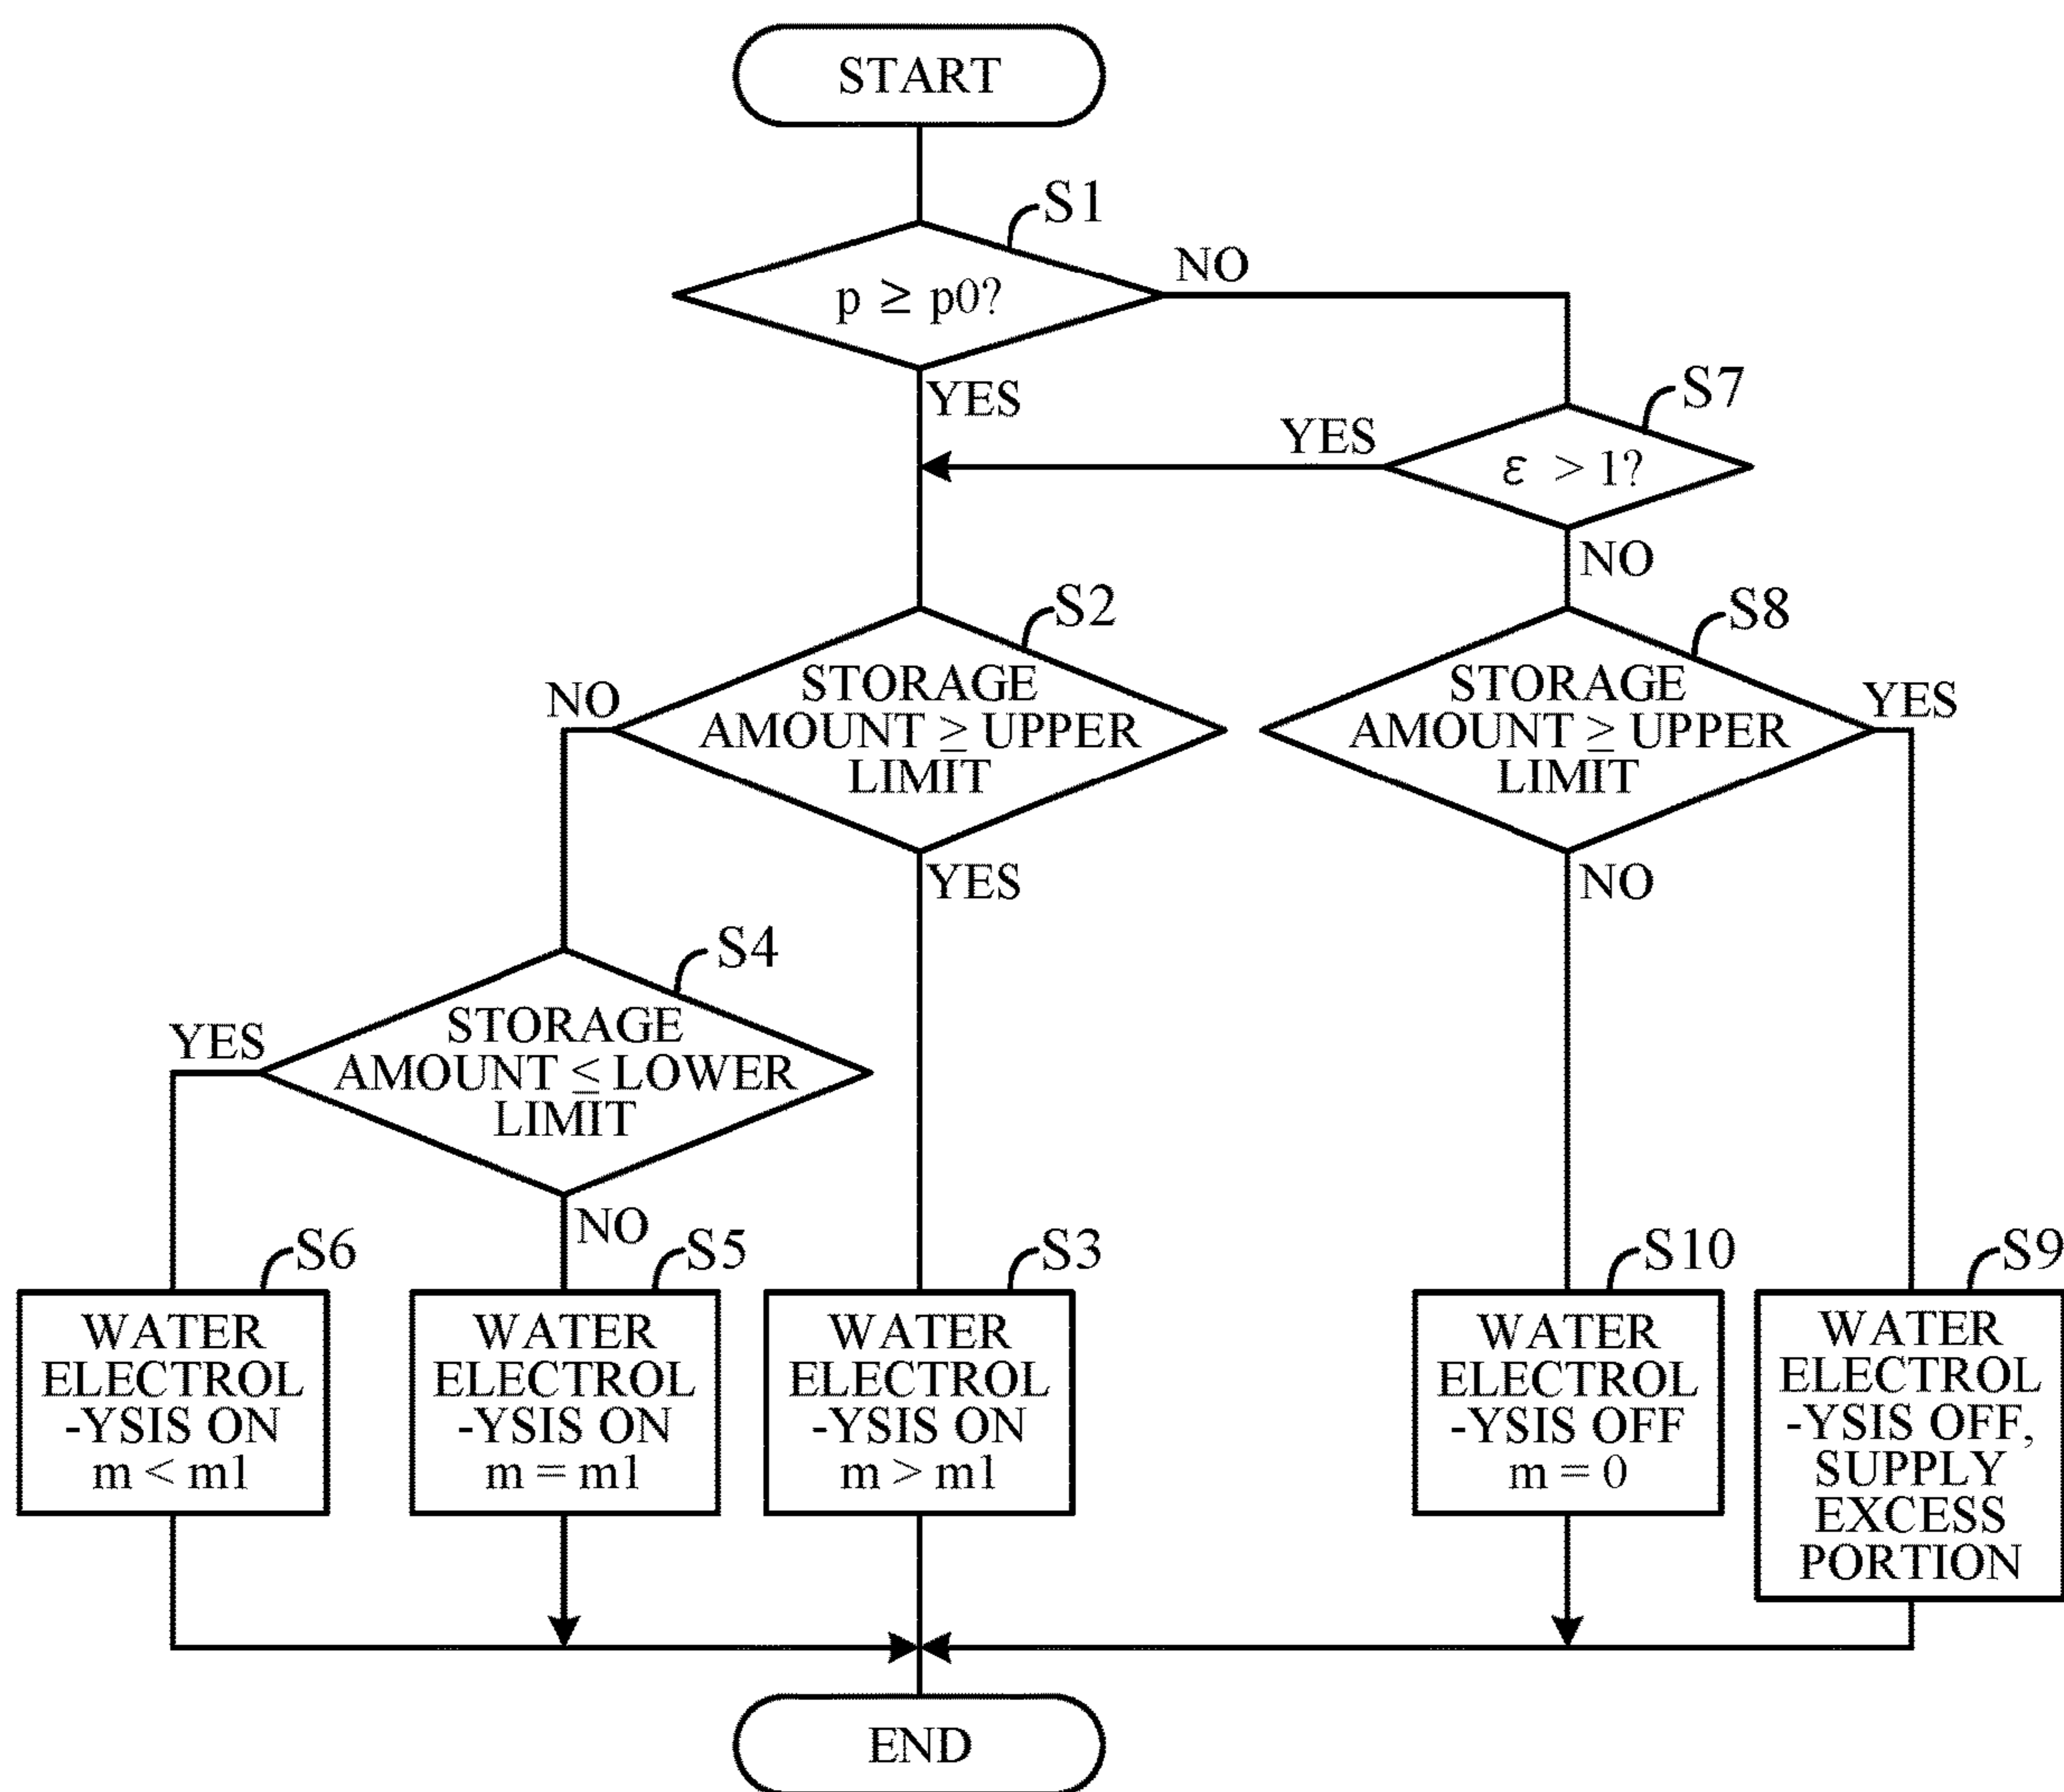 START
S1
p ≥ p0?
NO
YES
S7
YES
ε > 1?
NO
S2
STORAGE
AMOUNT ≥ UPPER
LIMIT
NO
YES
S8
STORAGE
AMOUNT ≥ UPPER
LIMIT
YES
NO
S4
STORAGE
AMOUNT ≤ LOWER
LIMIT
YES
NO
S6
WATER
ELECTROL
-YSIS ON
m < m1
S5
WATER
ELECTROL
-YSIS ON
m = m1
S3
WATER
ELECTROL
-YSIS ON
m > m1
S10
WATER
ELECTROL
-YSIS OFF
m = 0
S9
WATER
ELECTROL
-YSIS OFF,
SUPPLY
EXCESS
PORTION
END